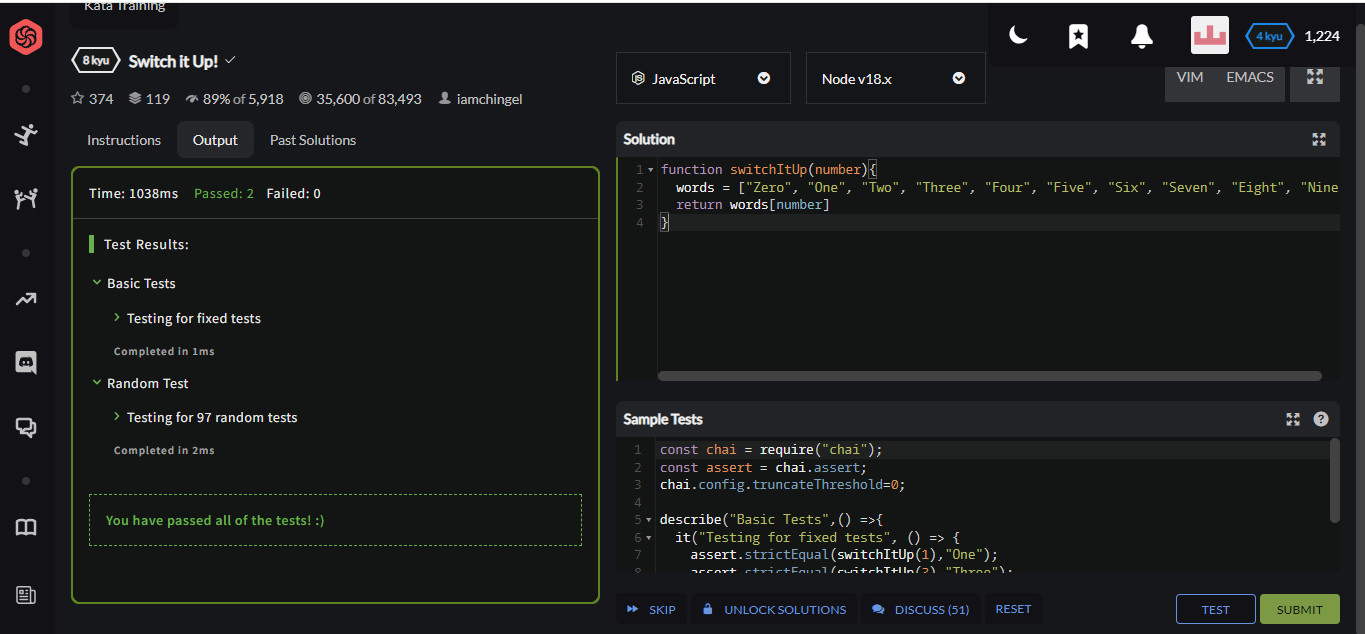 Kata Training
8 kyu Switch it Up!
374 119 89% of 5,918 35,600 of 83,493 iamchingel
4 kyu 1,224
JavaScript
Node v18.x
VIM EMACS
Instructions Output Past Solutions
Time: 1038ms Passed: 2 Failed: 0
Test Results:
Basic Tests
Testing for fixed tests
Completed in 1ms
Random Test
Testing for 97 random tests
Completed in 2ms
You have passed all of the tests! :)
Solution
1 function switchItUp(number){
2 words = ["Zero", "One", "Two", "Three", "Four", "Five", "Six", "Seven", "Eight", "Nine
3 return words[number]
4 }
Sample Tests
1 const chai = require("chai");
2 const assert = chai.assert;
3 chai.config.truncateThreshold=0;
4
5 describe("Basic Tests",() =>{
6 it("Testing for fixed tests", () => {
7 assert.strictEqual(switchItUp(1),"One");
8 assert.strictEqual(switchItUp(3),"Three");
SKIP UNLOCK SOLUTIONS DISCUSS (51) RESET TEST SUBMIT